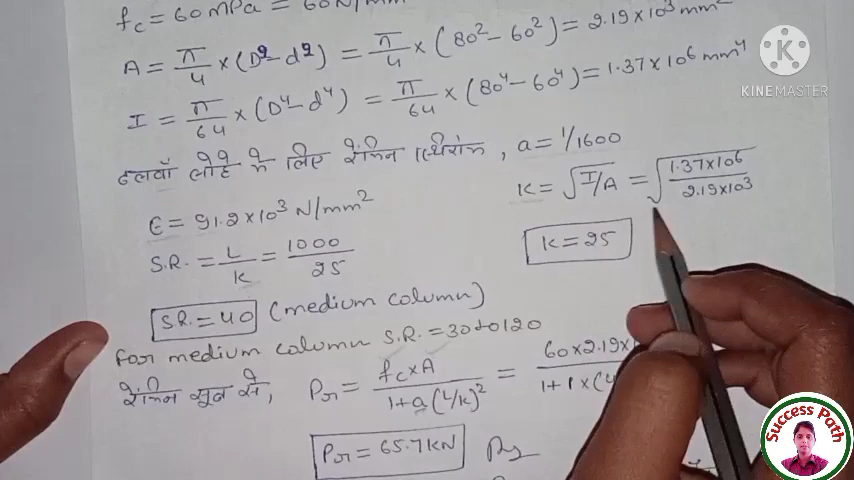 fc = 60 MPa = 60 N/mm²
A = π/4 × (D² - d²) = π/4 × (80² - 60²) = 2.19 × 10³ mm²
I = π/64 × (D⁴ - d⁴) = π/64 × (80⁴ - 60⁴) = 1.37 × 10⁶ mm⁴
ढलवाँ लोहे के लिए रैंकिन स्थिरांक, a = 1/1600
E = 91.2 × 10³ N/mm²
K = √I/A = √1.37×10⁶/2.19×10³
S.R. = L/K = 1000/25
K = 25
S.R. = 40 (medium column)
for medium column S.R. = 30 to 120
रैंकिन सूत्र से, Pr = fc×A/1+a(L/K)² = 60×2.19×1/1+1×(4
Pr = 65.7 KN
KINEMASTER
Success Path